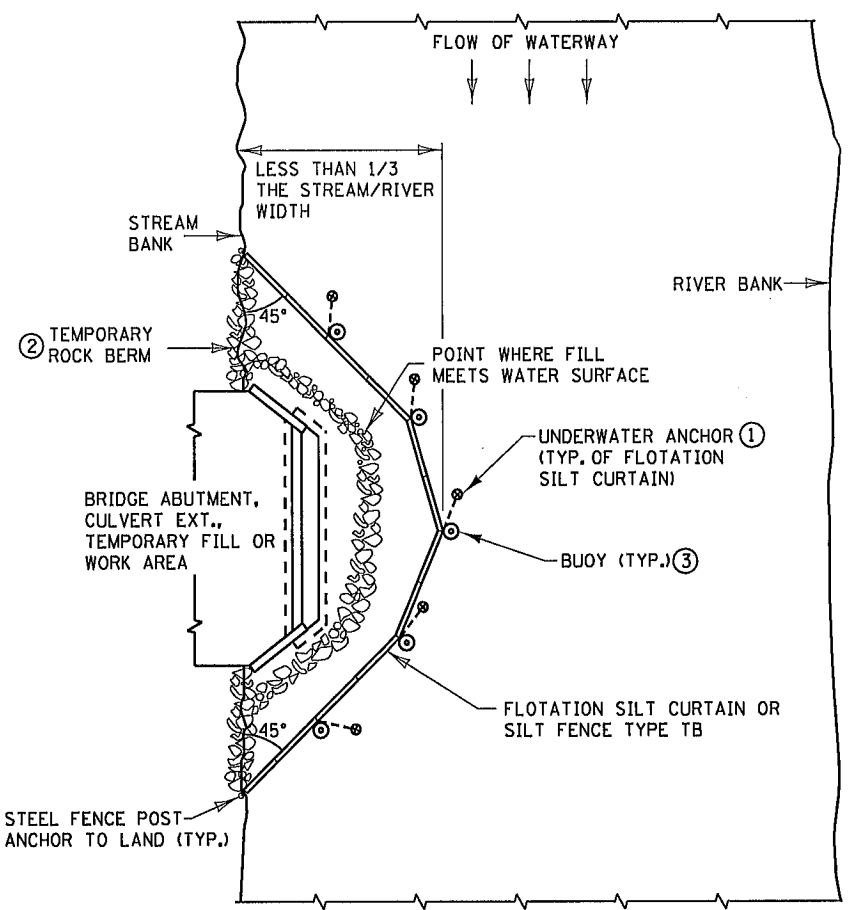 FLOW OF WATERWAY
LESS THAN 1/3
THE STREAM/RIVER
WIDTH
STREAM
BANK
RIVER BANK
45°
② TEMPORARY
ROCK BERM
POINT WHERE FILL
MEETS WATER SURFACE
UNDERWATER ANCHOR ①
(TYP. OF FLOTATION
SILT CURTAIN)
BRIDGE ABUTMENT,
CULVERT EXT.,
TEMPORARY FILL OR
WORK AREA
BUOY (TYP.) ③
FLOTATION SILT CURTAIN OR
SILT FENCE TYPE TB
45°
STEEL FENCE POST
ANCHOR TO LAND (TYP.)